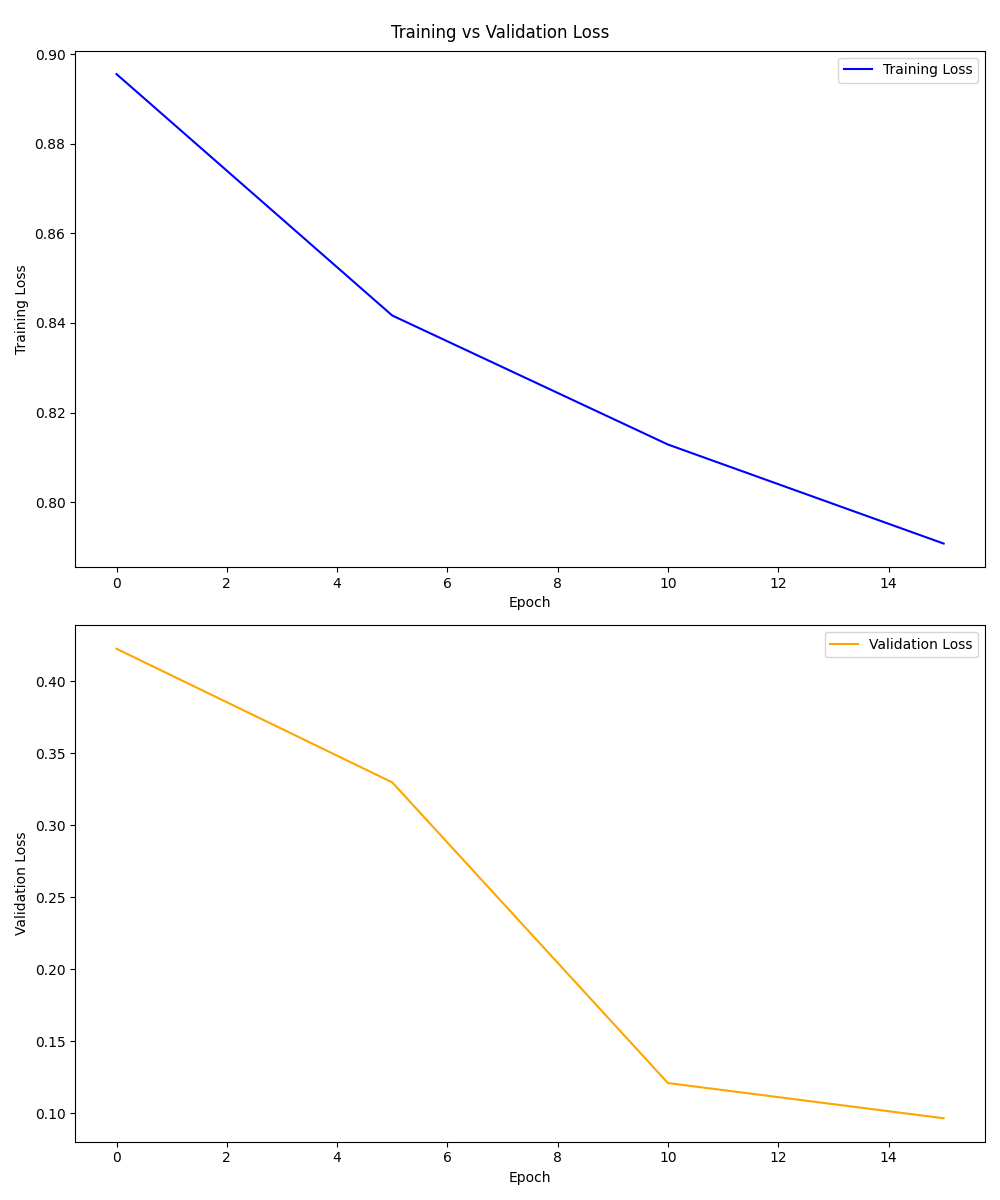 Training vs Validation Loss
0.90
0.88
0.86
0.84
0.82
0.80
Training Loss
Training Loss
0 2 4 6 8 10 12 14
Epoch
0.40
0.35
0.30
0.25
0.20
0.15
0.10
Validation Loss
Validation Loss
0 2 4 6 8 10 12 14
Epoch